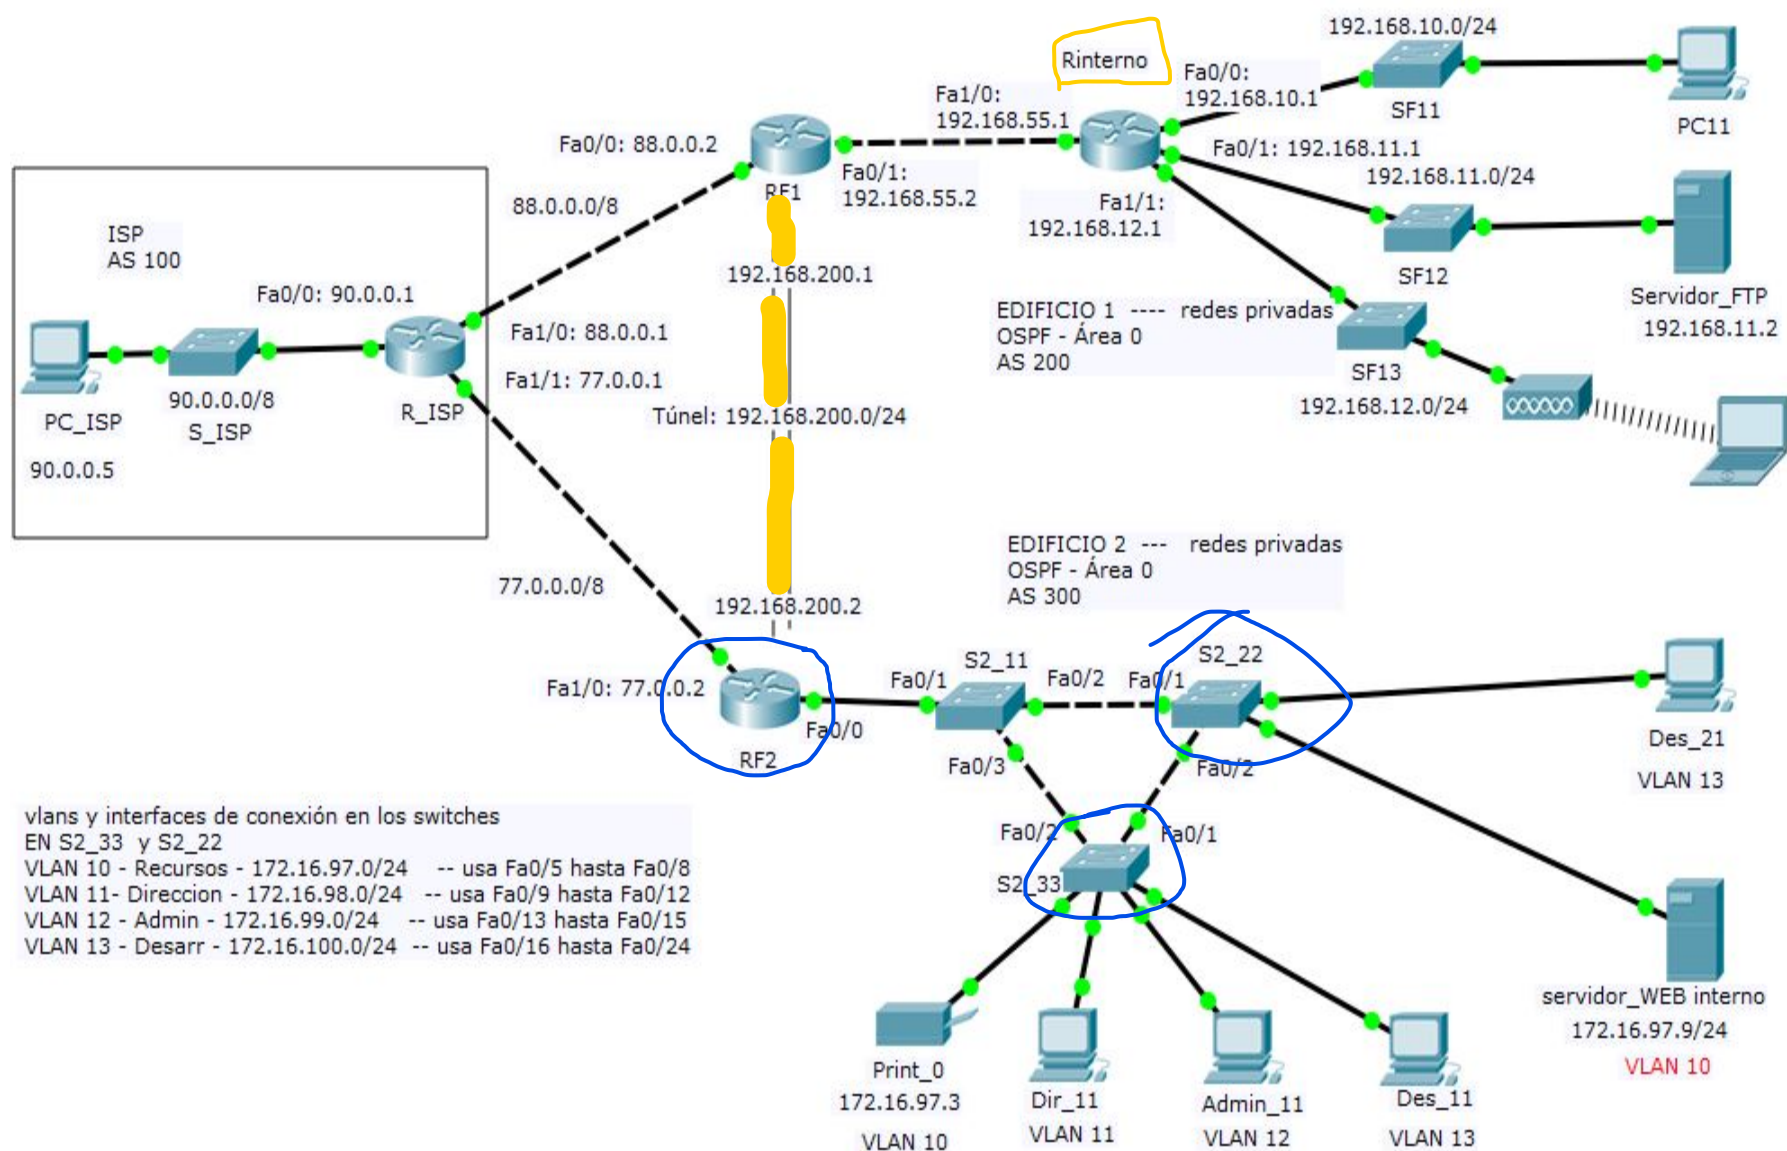 192.168.10.0/24
Rinterno
Fa0/0:
192.168.10.1
SF11
PC11
Fa1/0:
192.168.55.1
Fa0/0: 88.0.0.2
Fa0/1:
192.168.55.2
RF1
Fa0/1: 192.168.11.1
192.168.11.0/24
Fa1/1:
192.168.12.1
SF12
Servidor_FTP
192.168.11.2
88.0.0.0/8
ISP
AS 100
192.168.200.1
Fa0/0: 90.0.0.1
EDIFICIO 1 ---- redes privadas
OSPF - Área 0
AS 200
Fa1/0: 88.0.0.1
Fa1/1: 77.0.0.1
SF13
192.168.12.0/24
90.0.0.0/8
S_ISP
R_ISP
PC_ISP
90.0.0.5
Túnel: 192.168.200.0/24
EDIFICIO 2 --- redes privadas
OSPF - Área 0
AS 300
77.0.0.0/8
192.168.200.2
Fa1/0: 77.0.0.2
Fa0/0
RF2
Fa0/1
S2_11
Fa0/2
Fa0/1
S2_22
Fa0/3
Fa0/2
Des_21
VLAN 13
Fa0/2
Fa0/1
S2_33
vlans y interfaces de conexión en los switches
EN S2_33 y S2_22
VLAN 10 - Recursos - 172.16.97.0/24 -- usa Fa0/5 hasta Fa0/8
VLAN 11- Direccion - 172.16.98.0/24 -- usa Fa0/9 hasta Fa0/12
VLAN 12 - Admin - 172.16.99.0/24 -- usa Fa0/13 hasta Fa0/15
VLAN 13 - Desarr - 172.16.100.0/24 -- usa Fa0/16 hasta Fa0/24
servidor_WEB interno
172.16.97.9/24
VLAN 10
Print_0
172.16.97.3
VLAN 10
Dir_11
VLAN 11
Admin_11
VLAN 12
Des_11
VLAN 13